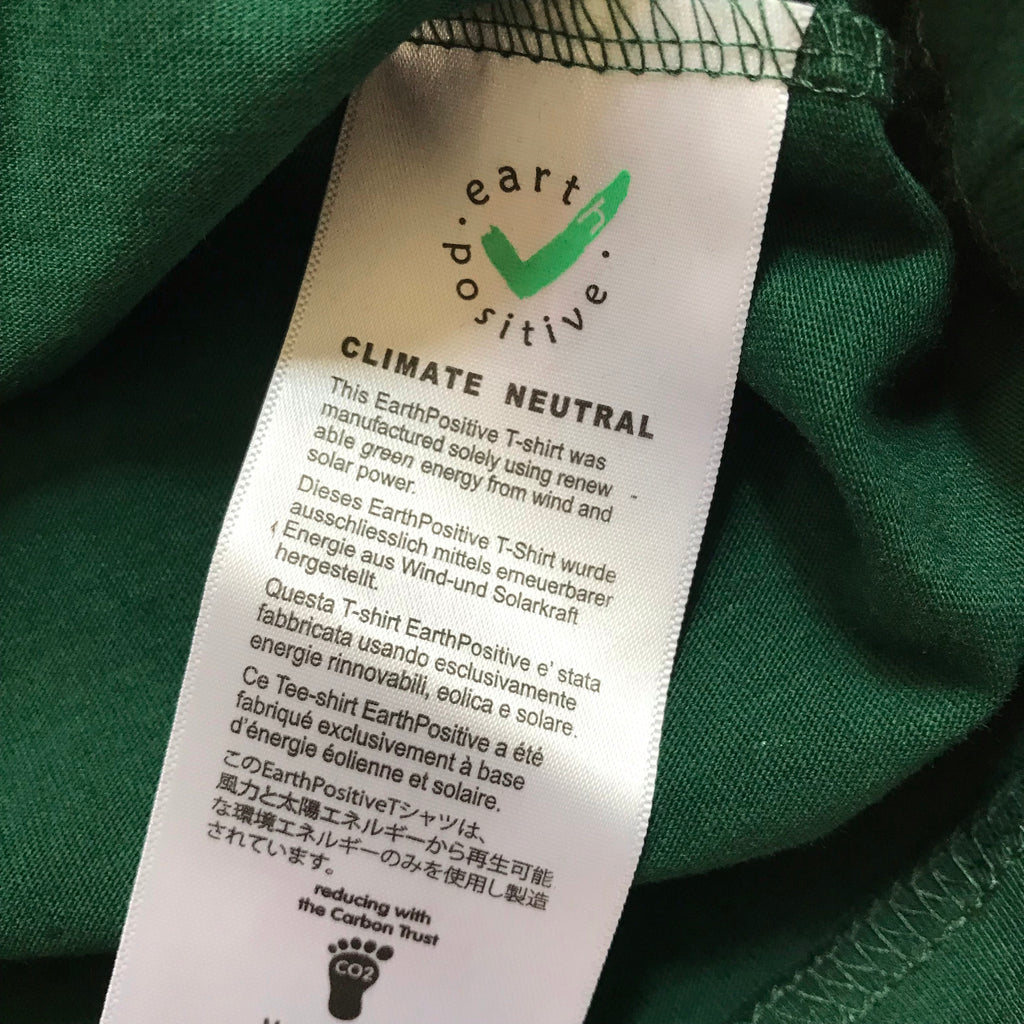 earth
positive
CLIMATE NEUTRAL
This EarthPositive T-shirt was
manufactured solely using renew -
able green energy from wind and
solar power.
Dieses EarthPositive T-Shirt wurde
ausschliesslich mittels erneuerbarer
Energie aus Wind-und Solarkraft
hergestellt.
Questa T-shirt EarthPositive e' stata
fabbricata usando esclusivamente
energie rinnovabili, eolica e solare.
Ce Tee-shirt EarthPositive a été
fabriqué exclusivement à base
d'énergie éolienne et solaire.
このEarthPositiveTシャツは、
風力と太陽エネルギーから再生可能
な環境エネルギーのみを使用し製造
されています。
reducing with
the Carbon Trust
CO2